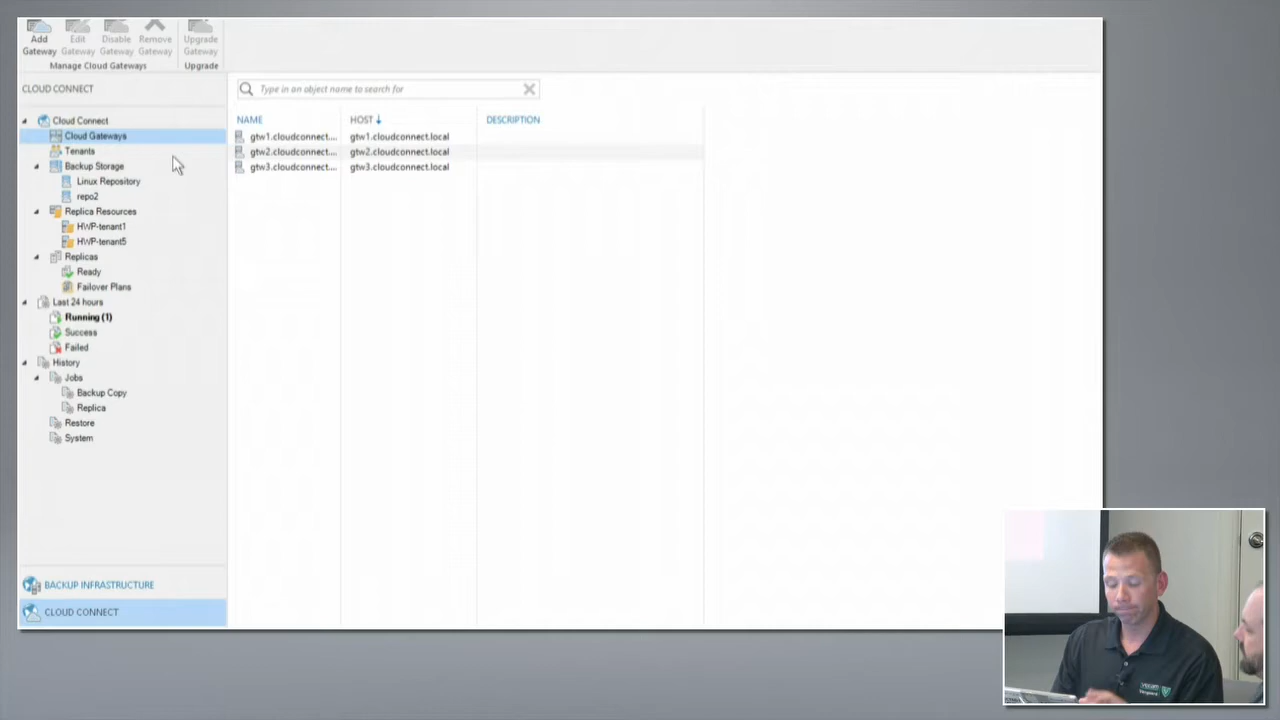 Add Gateway
Edit Gateway
Disable Gateway
Remove Gateway
Upgrade Gateway
Manage Cloud Gateways
Upgrade
CLOUD CONNECT
Type in an object name to search for
Cloud Connect
Cloud Gateways
Tenants
Backup Storage
Linux Repository
repo2
Replica Resources
HWP-tenant1
HWP-tenant5
Replicas
Ready
Failover Plans
Last 24 hours
Running (1)
Success
Failed
History
Jobs
Backup Copy
Replica
Restore
System
BACKUP INFRASTRUCTURE
CLOUD CONNECT
NAME HOST DESCRIPTION
gtw1.cloudconnect.... gtw1.cloudconnect.local
gtw2.cloudconnect.... gtw2.cloudconnect.local
gtw3.cloudconnect.... gtw3.cloudconnect.local
veeam
Vanguard